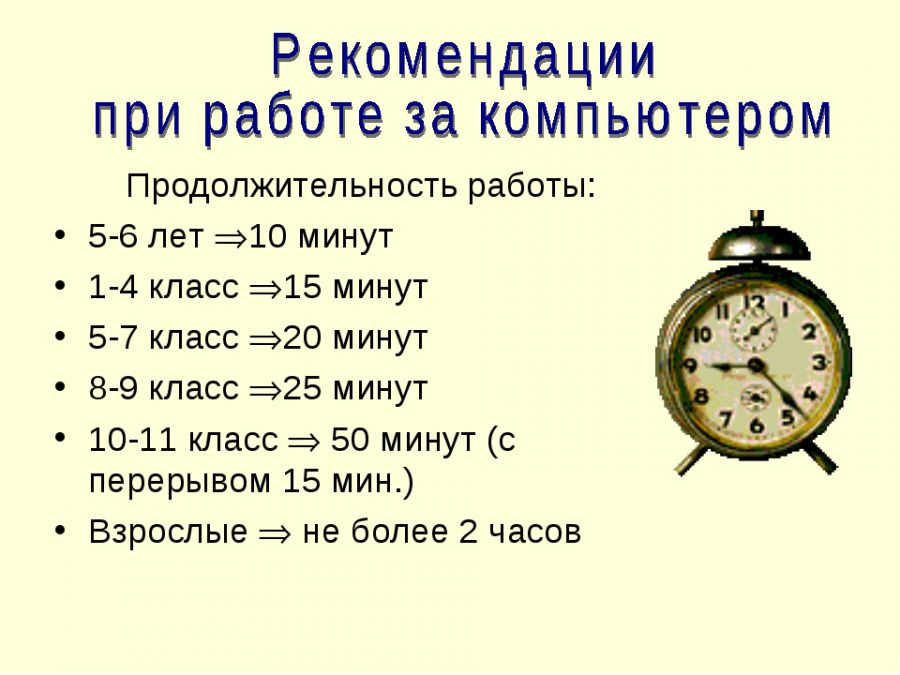 Рекомендации
при работе за компьютером
Продолжительность работы:
• 5-6 лет ⇒10 минут
• 1-4 класс ⇒15 минут
• 5-7 класс ⇒20 минут
• 8-9 класс ⇒25 минут
• 10-11 класс ⇒ 50 минут (с
перерывом 15 мин.)
• Взрослые ⇒ не более 2 часов
12
1
2
3
4
5
6
7
8
9
10
11